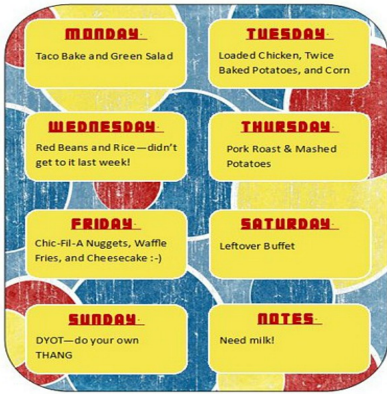 MONDAY
Taco Bake and Green Salad
TUESDAY
Loaded Chicken, Twice
Baked Potatoes, and Corn
WEDNESDAY
Red Beans and Rice—didn't
get to it last week!
THURSDAY
Pork Roast & Mashed
Potatoes
FRIDAY
Chic-Fil-A Nuggets, Waffle
Fries, and Cheesecake :-)
SATURDAY
Leftover Buffet
SUNDAY
DYOT—do your own
THANG
NOTES
Need milk!